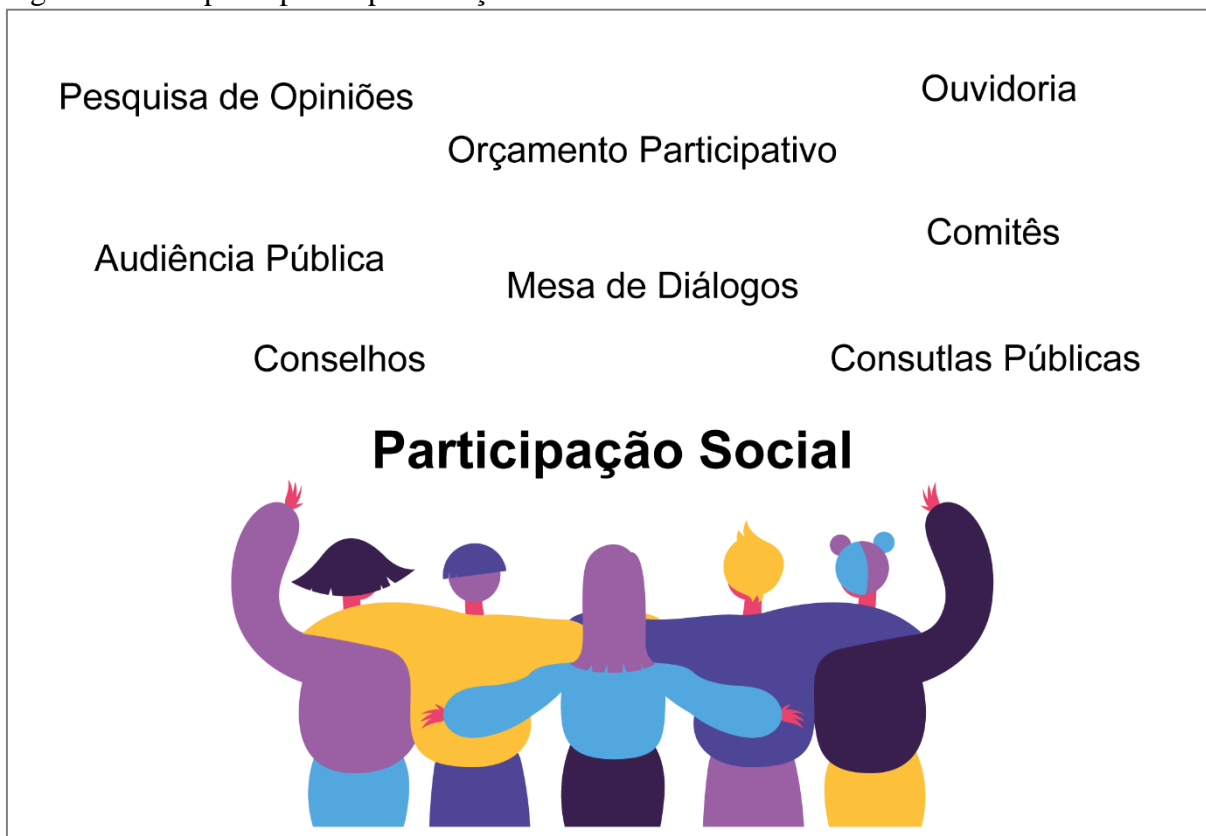 Pesquisa de Opiniões
Ouvidoria
Orçamento Participativo
Comitês
Audiência Pública
Mesa de Diálogos
Conselhos
Consutlas Públicas
Participação Social